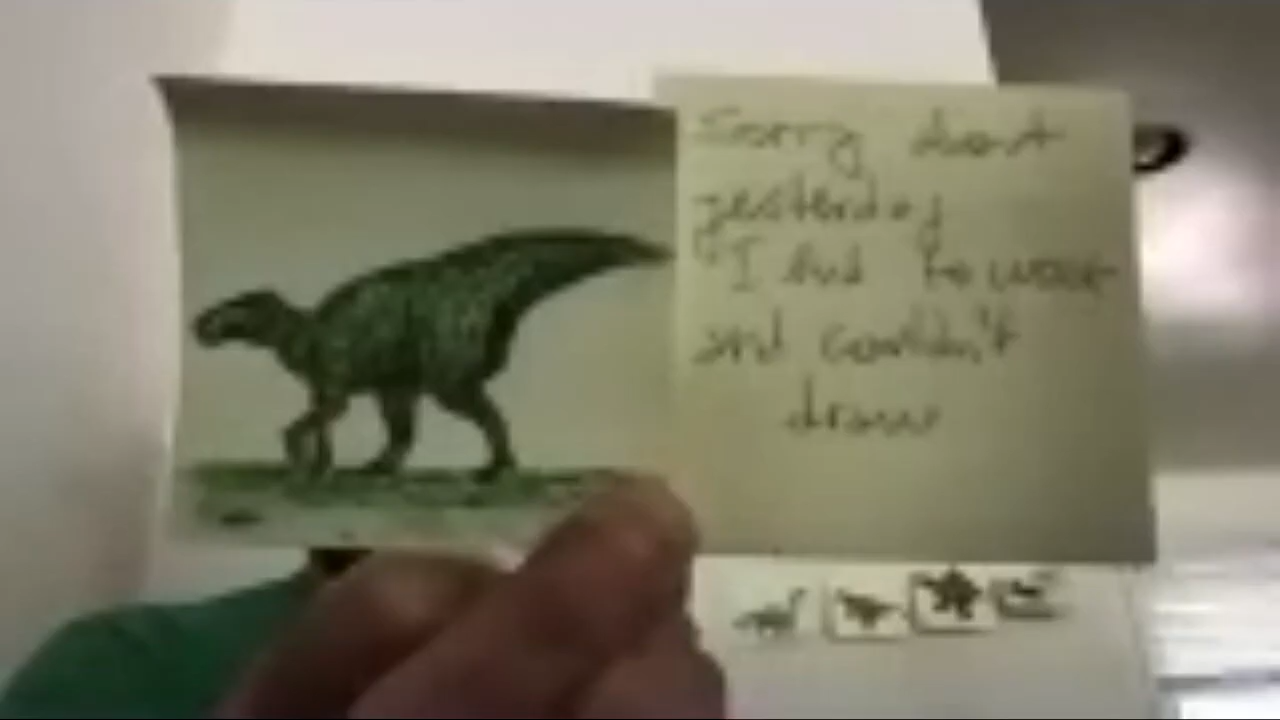 Sorry about
yesterday
I had to work
and couldn't
draw